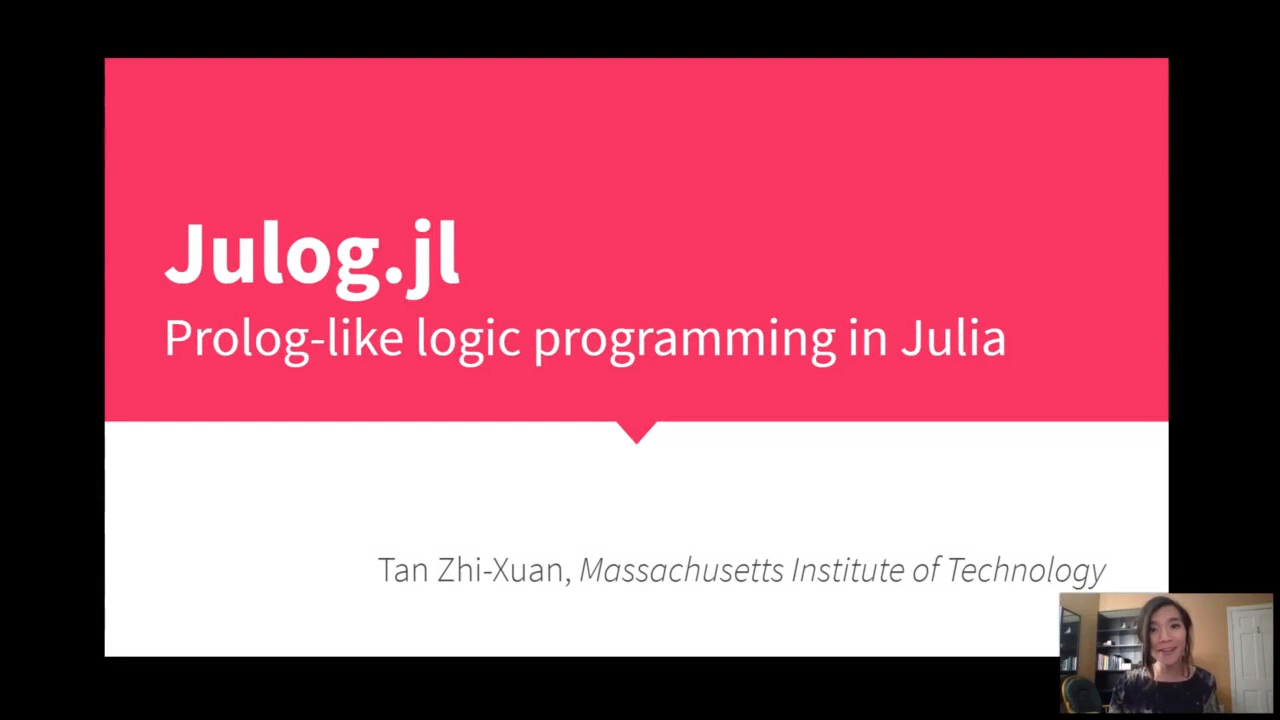 Julog.jl
Prolog-like logic programming in Julia
Tan Zhi-Xuan, Massachusetts Institute of Technology